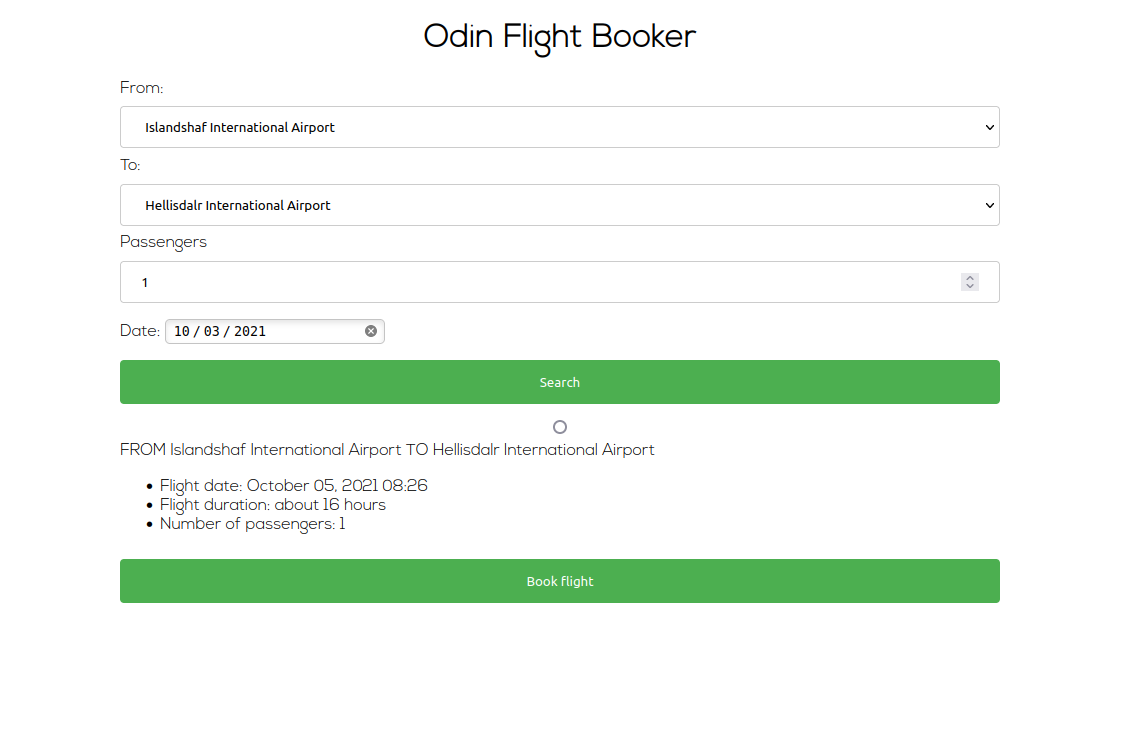 Odin Flight Booker
From:
Islandshaf International Airport
To:
Hellisdalr International Airport
Passengers
1
Date: 10 / 03 / 2021
Search
FROM Islandshaf International Airport TO Hellisdalr International Airport
• Flight date: October 05, 2021 08:26
• Flight duration: about 16 hours
• Number of passengers: 1
Book flight